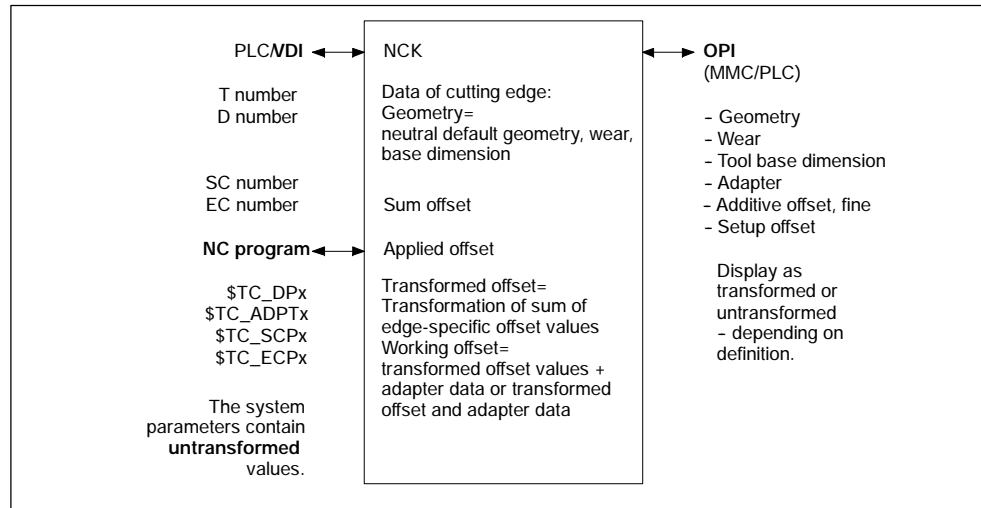 PLC/VDI
T number
D number
SC number
EC number
NC program
$TC_DPx
$TC_ADPTx
$TC_SCPx
$TC_ECPx
The system
parameters contain
untransformed
values.
NCK
Data of cutting edge:
Geometry=
neutral default geometry, wear,
base dimension
Sum offset
Applied offset
Transformed offset=
Transformation of sum of
edge-specific offset values
Working offset=
transformed offset values +
adapter data or transformed
offset and adapter data
OPI
(MMC/PLC)
– Geometry
– Wear
– Tool base dimension
– Adapter
– Additive offset, fine
– Setup offset
Display as
transformed or
untransformed
– depending on
definition.